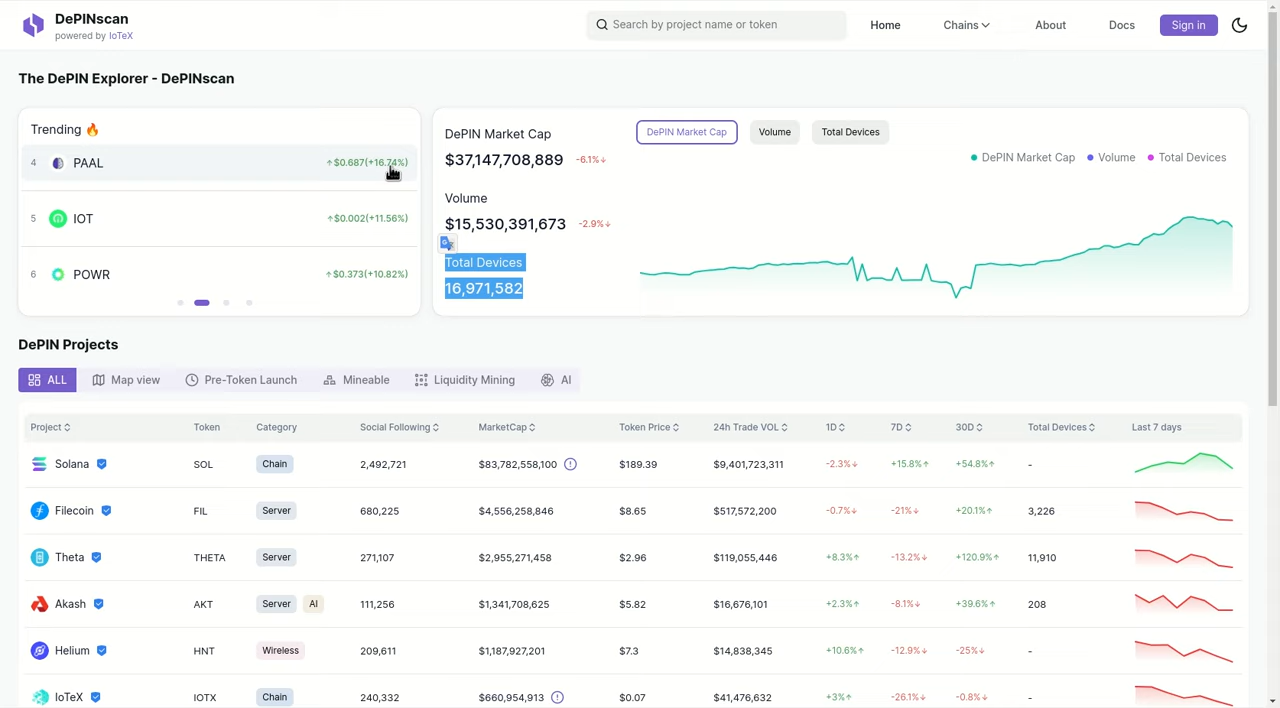 DePINscan
powered by IoTeX
Search by project name or token
Home
Chains
About
Docs
Sign in
The DePIN Explorer - DePINscan
Trending 🔥
4 PAAL ↑$0.687(+16.74%)
5 IOT ↑$0.002(+11.56%)
6 POWR ↑$0.373(+10.82%)
DePIN Market Cap
$37,147,708,889 -6.1%↓
Volume
$15,530,391,673 -2.9%↓
Total Devices
16,971,582
DePIN Market Cap Volume Total Devices
DePIN Market Cap Volume Total Devices
DePIN Projects
ALL Map view Pre-Token Launch Mineable Liquidity Mining AI
Project Token Category Social Following MarketCap Token Price 24h Trade VOL 1D 7D 30D Total Devices Last 7 days
Solana SOL Chain 2,492,721 $83,782,558,100 $189.39 $9,401,723,311 -2.3%↓ +15.8%↑ +54.8%↑ -
Filecoin FIL Server 680,225 $4,556,258,846 $8.65 $517,572,200 -0.7%↓ -21%↓ +20.1%↑ 3,226
Theta THETA Server 271,107 $2,955,271,458 $2.96 $119,055,446 +8.3%↑ -13.2%↓ +120.9%↑ 11,910
Akash AKT Server AI 111,256 $1,341,708,625 $5.82 $16,676,101 +2.3%↑ -8.1%↓ +39.6%↑ 208
Helium HNT Wireless 209,611 $1,187,927,201 $7.3 $14,838,345 +10.6%↑ -12.9%↓ -25%↓ -
IoTeX IOTX Chain 240,332 $660,954,913 $0.07 $41,476,632 +3%↑ -26.1%↓ -0.8%↓ -